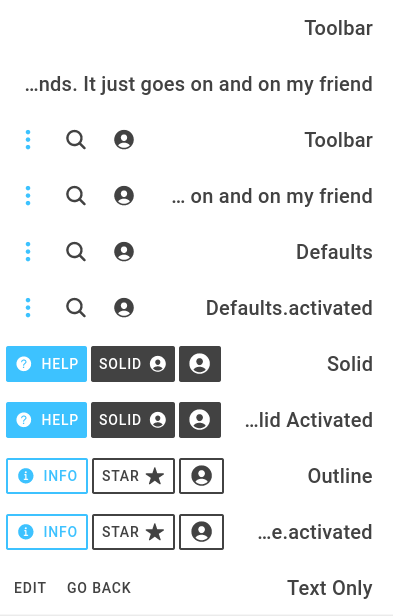 Toolbar
...nds. It just goes on and on my friend
Toolbar
... on and on my friend
Defaults
Defaults.activated
HELP SOLID Solid
HELP SOLID ...lid Activated
INFO STAR Outline
INFO STAR ...e.activated
EDIT GO BACK Text Only